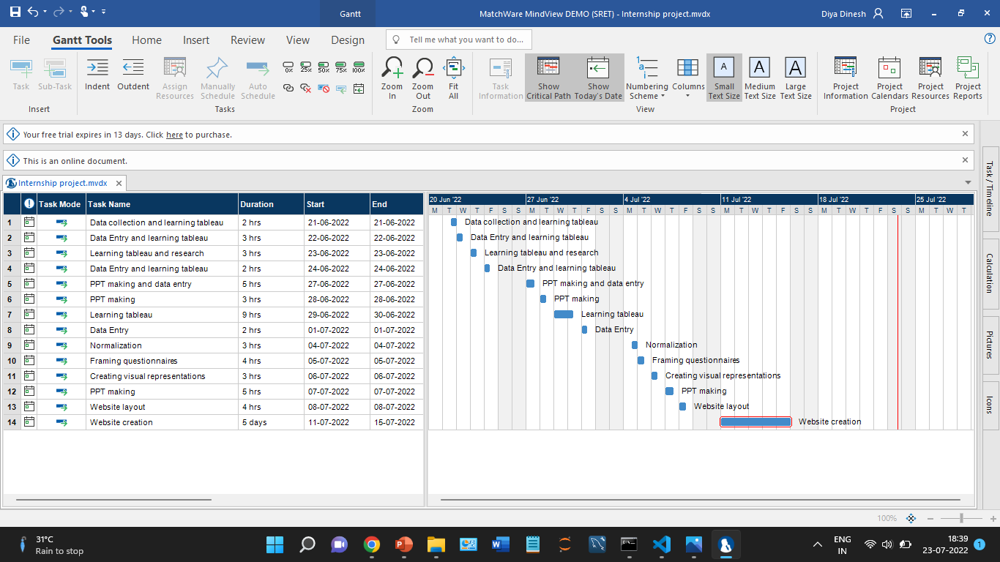 Gantt
MatchWare MindView DEMO (SRET) - Internship project.mvdx
Diya Dinesh
File Gantt Tools Home Insert Review View Design Tell me what you want to do...
Task Sub-Task
Insert
Indent Outdent Assign Resources Manually Schedule Auto Schedule 0% 25% 50% 75% 100%
Tasks
Zoom In Zoom Out Fit All
Zoom
Task Information Show Critical Path Show Today's Date Numbering Scheme Columns Small Text Size Medium Text Size Large Text Size
View
Project Information Project Calendars Project Resources Project Reports
Project
Your free trial expires in 13 days. Click here to purchase.
This is an online document.
Internship project.mvdx
Task Mode Task Name Duration Start End
1 Data collection and learning tableau 2 hrs 21-06-2022 21-06-2022
2 Data Entry and learning tableau 3 hrs 22-06-2022 22-06-2022
3 Learning tableau and research 3 hrs 23-06-2022 23-06-2022
4 Data Entry and learning tableau 2 hrs 24-06-2022 24-06-2022
5 PPT making and data entry 5 hrs 27-06-2022 27-06-2022
6 PPT making 3 hrs 28-06-2022 28-06-2022
7 Learning tableau 9 hrs 29-06-2022 30-06-2022
8 Data Entry 2 hrs 01-07-2022 01-07-2022
9 Normalization 3 hrs 04-07-2022 04-07-2022
10 Framing questionnaires 4 hrs 05-07-2022 05-07-2022
11 Creating visual representations 3 hrs 06-07-2022 06-07-2022
12 PPT making 5 hrs 07-07-2022 07-07-2022
13 Website layout 4 hrs 08-07-2022 08-07-2022
14 Website creation 5 days 11-07-2022 15-07-2022
20 Jun '22 27 Jun '22 4 Jul '22 11 Jul '22 18 Jul '22 25 Jul '22
M T W T F S S M T W T F S S M T W T F S S M T W T F S S M T W T F S S M T W T
Data collection and learning tableau
Data Entry and learning tableau
Learning tableau and research
Data Entry and learning tableau
PPT making and data entry
PPT making
Learning tableau
Data Entry
Normalization
Framing questionnaires
Creating visual representations
PPT making
Website layout
Website creation
Task / Timeline
Calculation
Pictures
Icons
100%
31°C
Rain to stop
ENG
IN
18:39
23-07-2022
1